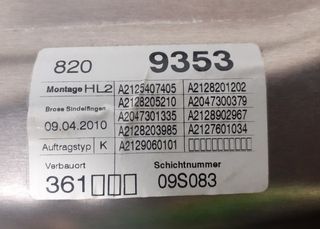 820 9353
Montage HL2 A2125407405 A2128201202
Brose Sindelfingen A2128205210 A2047300379
09.04.2010 A2047301335 A2128902967
A2128203985 A2127601034
Auftragstyp K A2129060101 □□□□□□□□□□□
Verbauort Schichtnummer
361□□□ 09S083